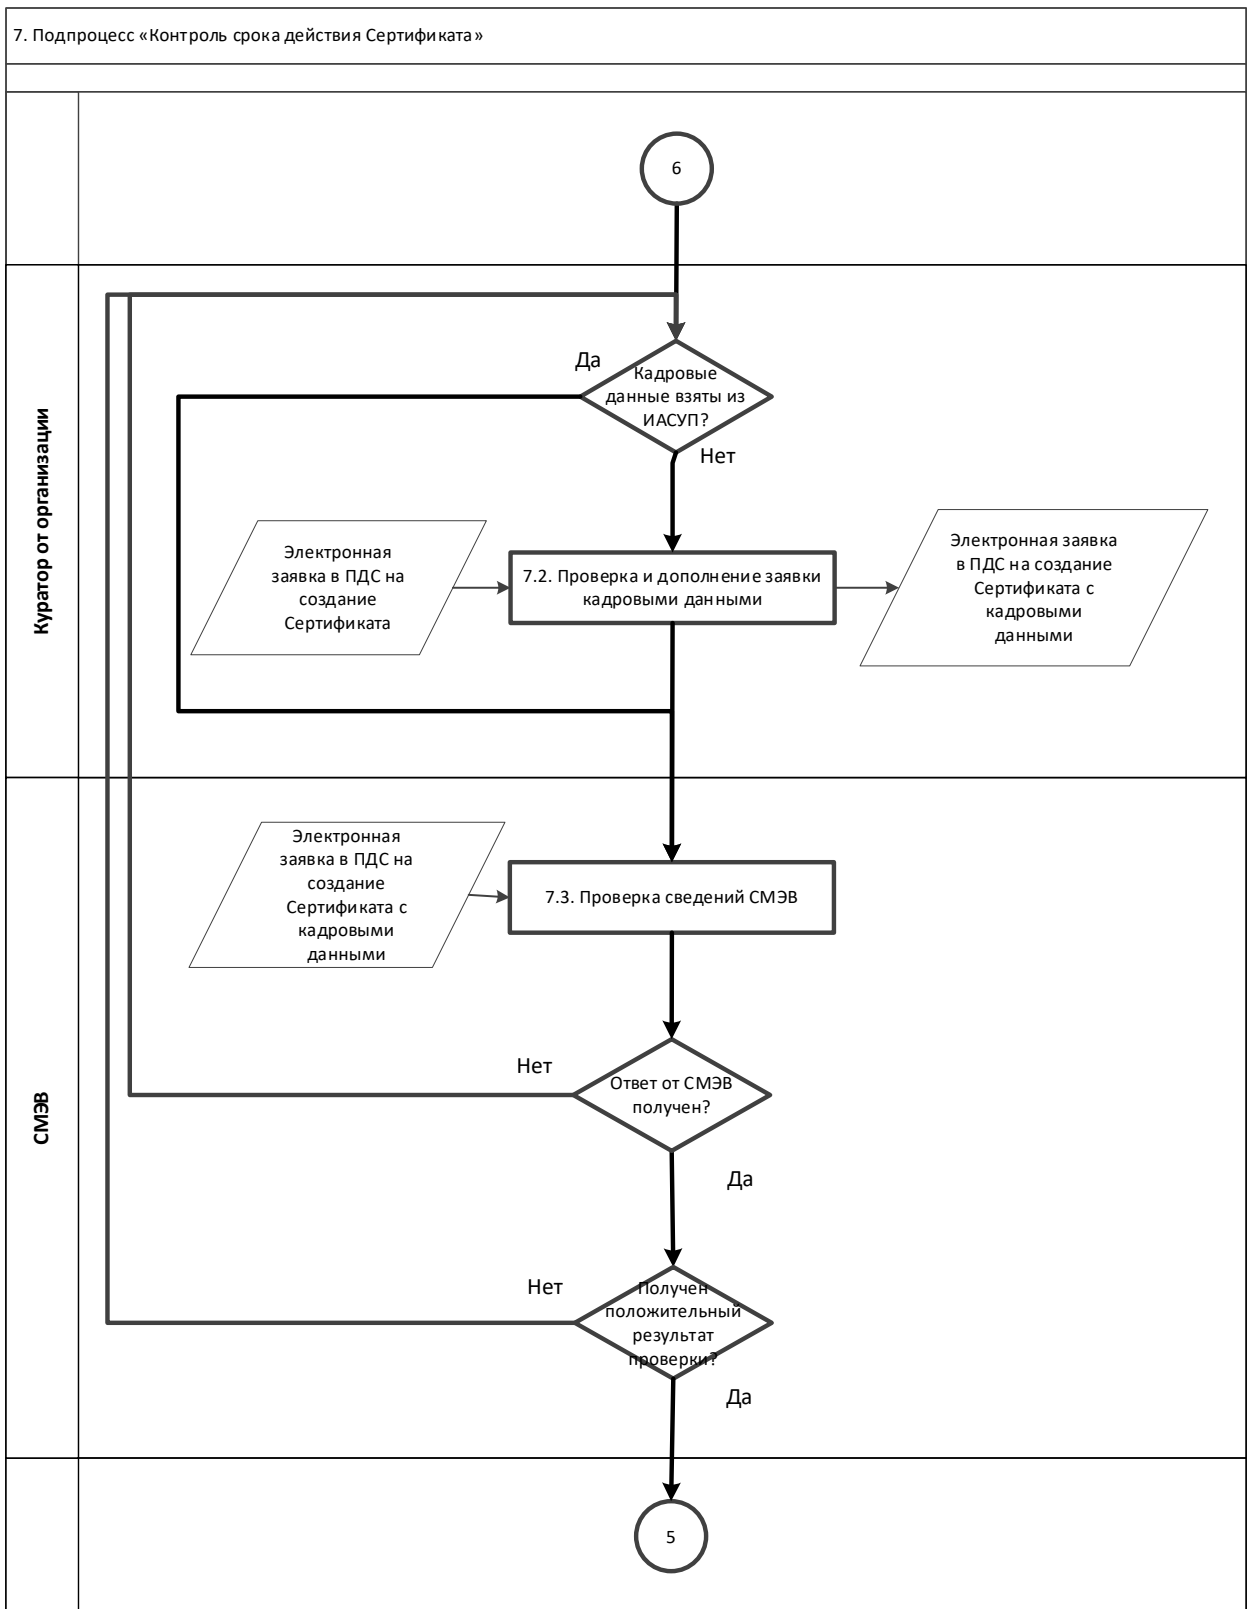 7. Подпроцесс «Контроль срока действия Сертификата»
6
Куратор от организации
Да
Кадровые
данные взяты из
ИАСУП?
Нет
Электронная
заявка в ПДС на
создание
Сертификата
7.2. Проверка и дополнение заявки
кадровыми данными
Электронная заявка
в ПДС на создание
Сертификата с
кадровыми
данными
СМЭВ
Электронная
заявка в ПДС на
создание
Сертификата с
кадровыми
данными
7.3. Проверка сведений СМЭВ
Нет
Ответ от СМЭВ
получен?
Да
Нет
Получен
положительный
результат
проверки?
Да
5